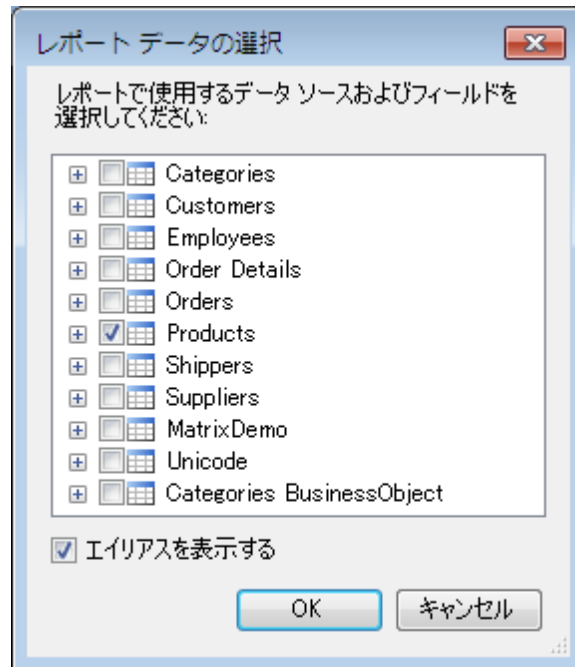 レポート データの選択
レポートで使用するデータ ソースおよびフィールドを
選択してください:
Categories
Customers
Employees
Order Details
Orders
Products
Shippers
Suppliers
MatrixDemo
Unicode
Categories BusinessObject
エイリアスを表示する
OK
キャンセル